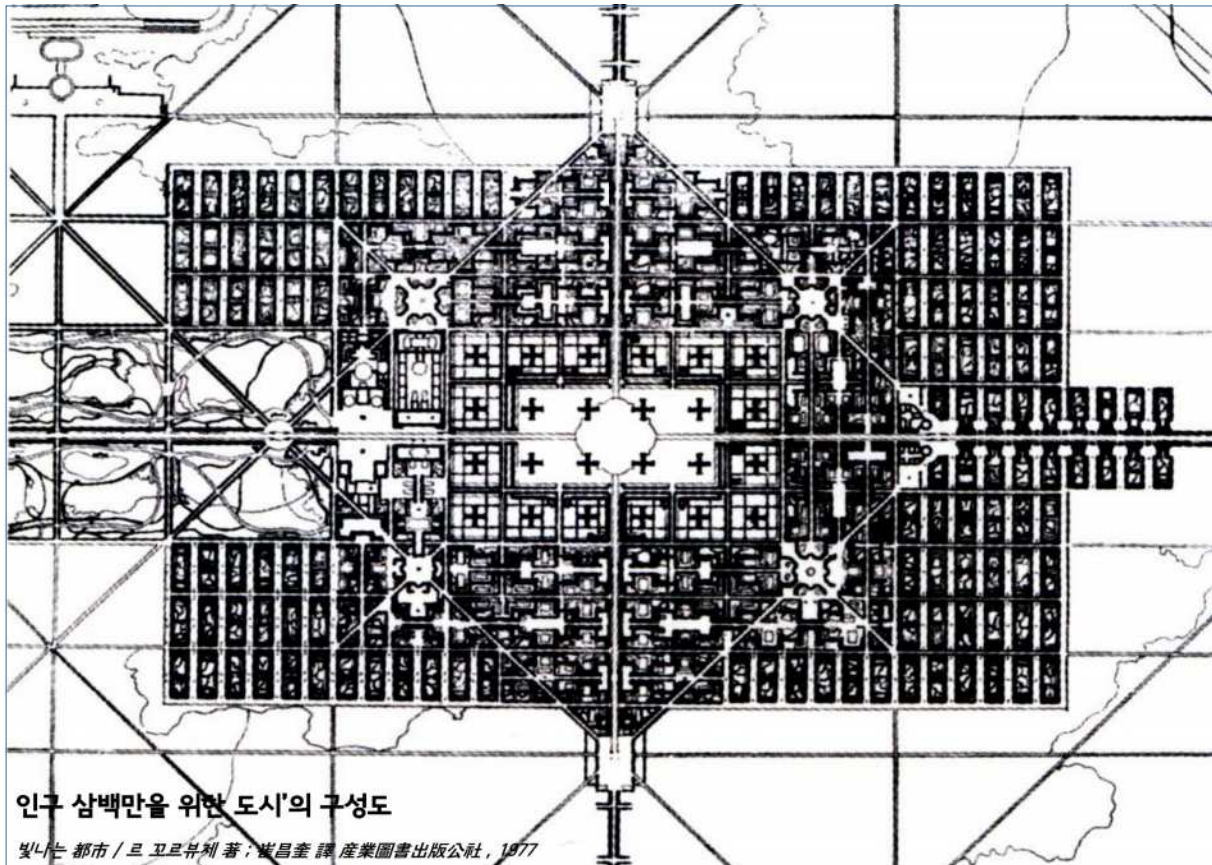 인구 삼백만을 위한 도시'의 구성도
빛나는 都市 / 르 꼬르뷰제 著 ; 崔昌奎 譯 産業圖書出版公社 , 1977